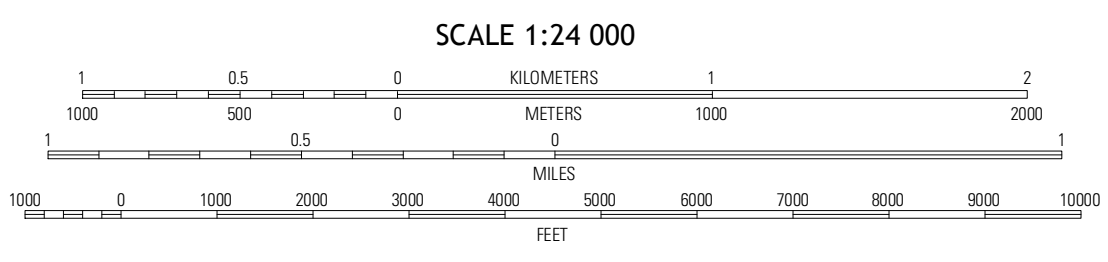 SCALE 1:24 000
1 0.5 0 KILOMETERS 1 2
1000 500 0 METERS 1000 2000
1 0.5 0 1
MILES
1000 0 1000 2000 3000 4000 5000 6000 7000 8000 9000 10000
FEET